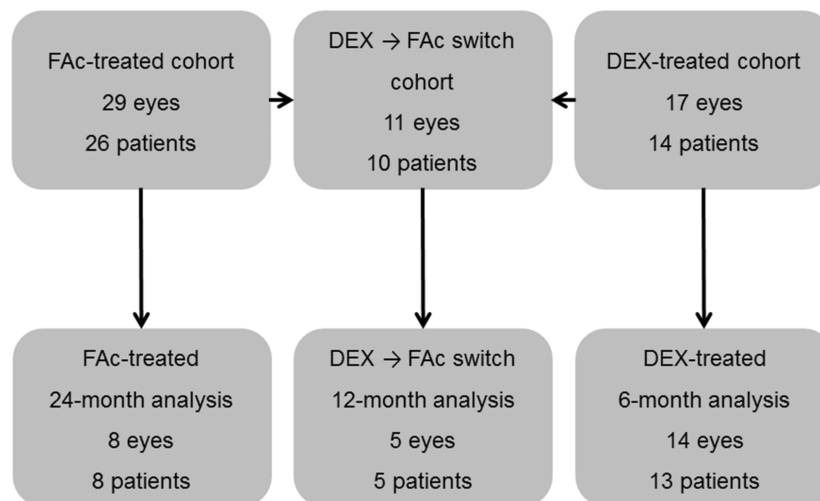 FAc-treated cohort
29 eyes
26 patients
DEX → FAc switch
cohort
11 eyes
10 patients
DEX-treated cohort
17 eyes
14 patients
FAc-treated
24-month analysis
8 eyes
8 patients
DEX → FAc switch
12-month analysis
5 eyes
5 patients
DEX-treated
6-month analysis
14 eyes
13 patients